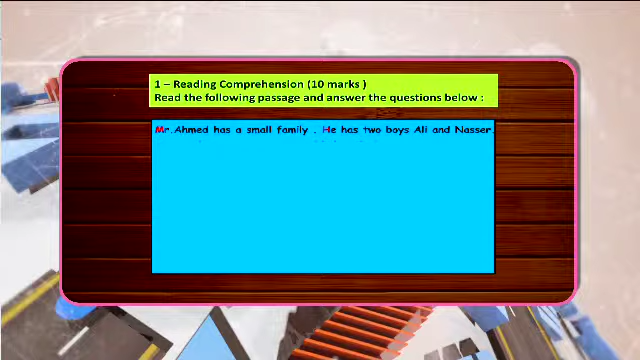 1 – Reading Comprehension (10 marks )
Read the following passage and answer the questions below :
Mr.Ahmed has a small family . He has two boys Ali and Nasser.